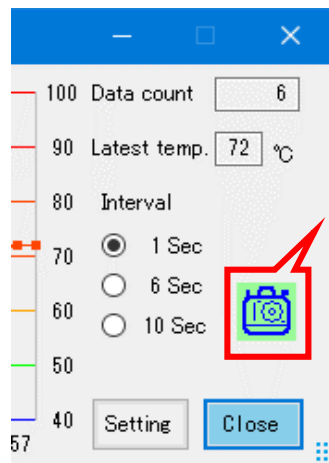 100 Data count 6
90 Latest temp. 72 ℃
80 Interval
70 1 Sec
6 Sec
60 10 Sec
50
40 Setting Close
57